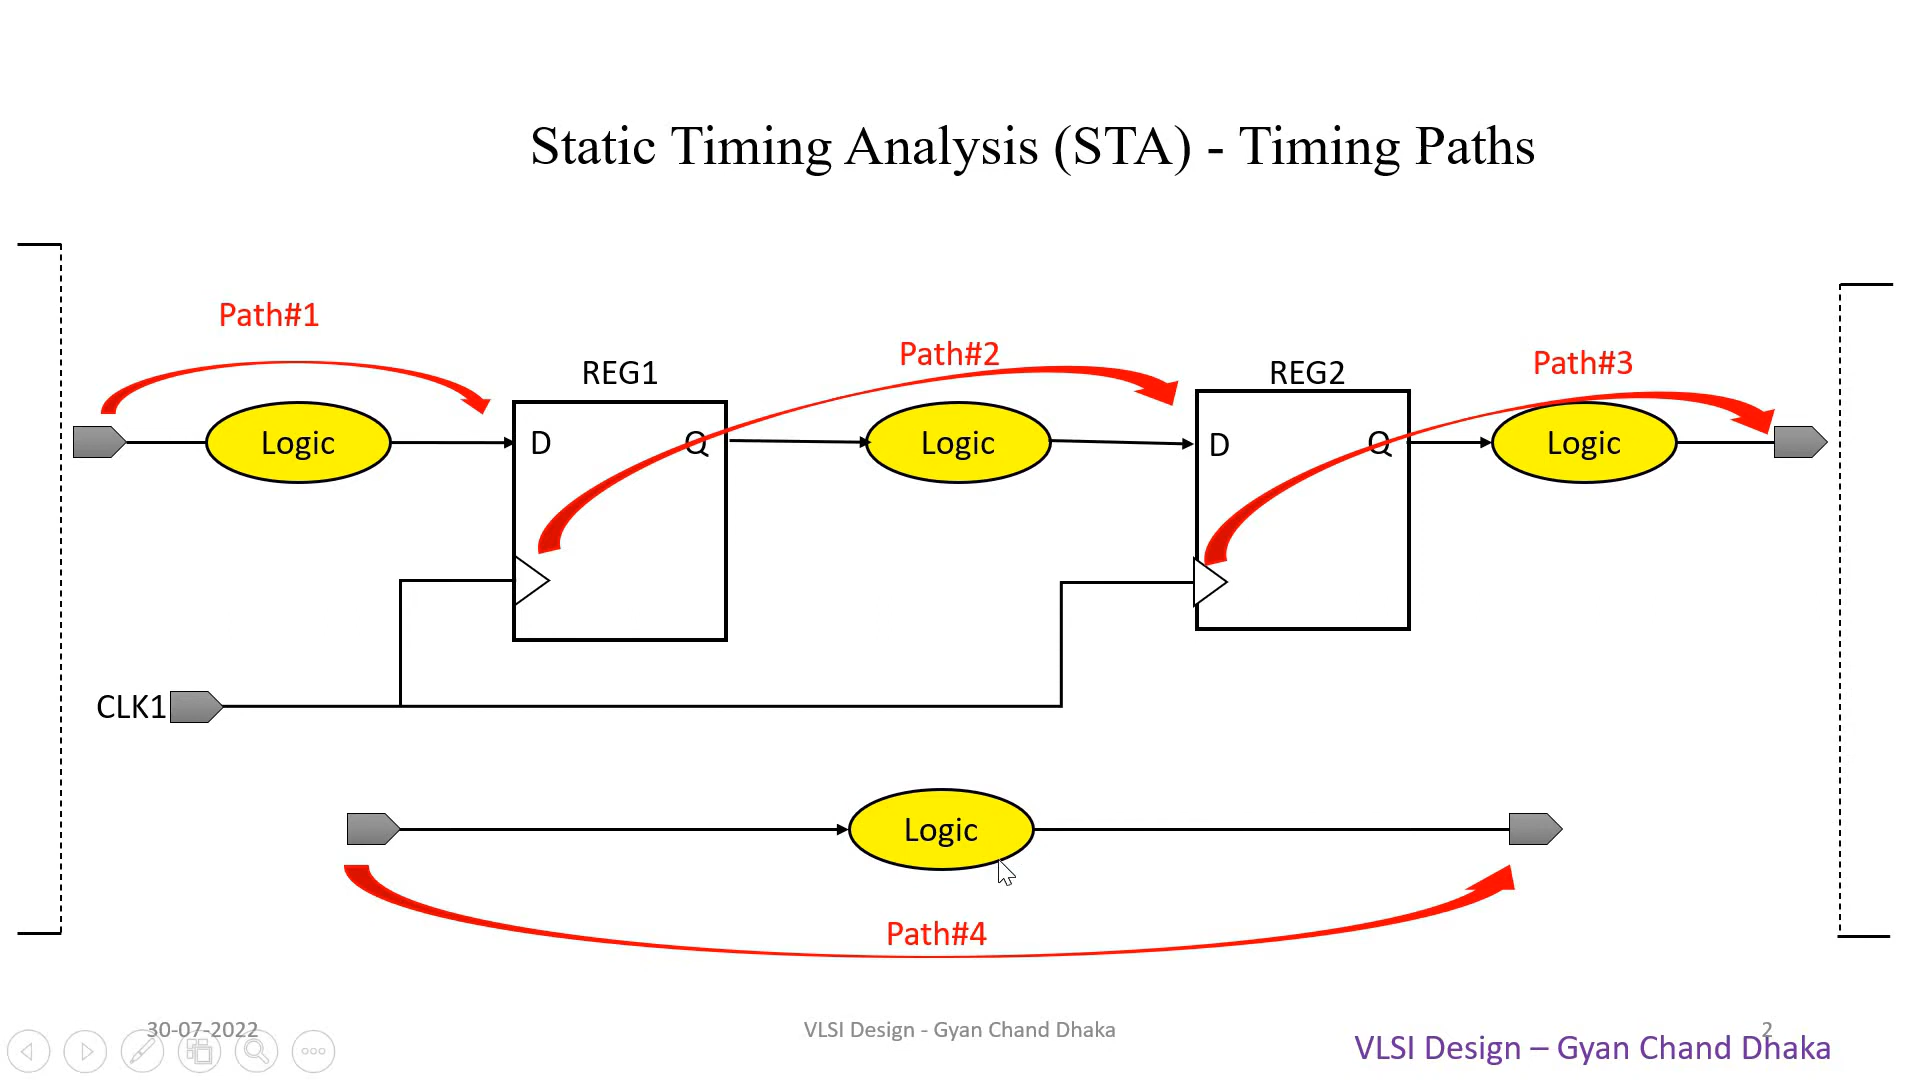 Static Timing Analysis (STA) - Timing Paths
Path#1
Path#2
Path#3
REG1
REG2
Logic
D
Q
Logic
D
Q
Logic
CLK1
Logic
Path#4
30-07-2022
VLSI Design - Gyan Chand Dhaka
2
VLSI Design – Gyan Chand Dhaka